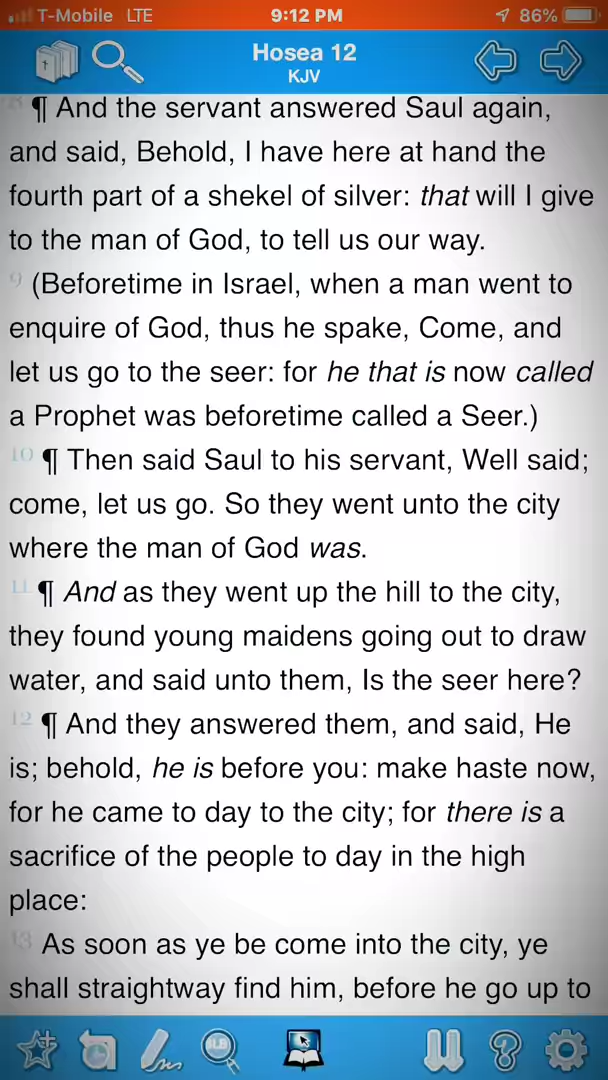 T-Mobile LTE 9:12 PM 86%
Hosea 12
KJV
8 ¶ And the servant answered Saul again,
and said, Behold, I have here at hand the
fourth part of a shekel of silver: that will I give
to the man of God, to tell us our way.
9 (Beforetime in Israel, when a man went to
enquire of God, thus he spake, Come, and
let us go to the seer: for he that is now called
a Prophet was beforetime called a Seer.)
10 ¶ Then said Saul to his servant, Well said;
come, let us go. So they went unto the city
where the man of God was.
11 ¶ And as they went up the hill to the city,
they found young maidens going out to draw
water, and said unto them, Is the seer here?
12 ¶ And they answered them, and said, He
is; behold, he is before you: make haste now,
for he came to day to the city; for there is a
sacrifice of the people to day in the high
place:
13 As soon as ye be come into the city, ye
shall straightway find him, before he go up to
BLB